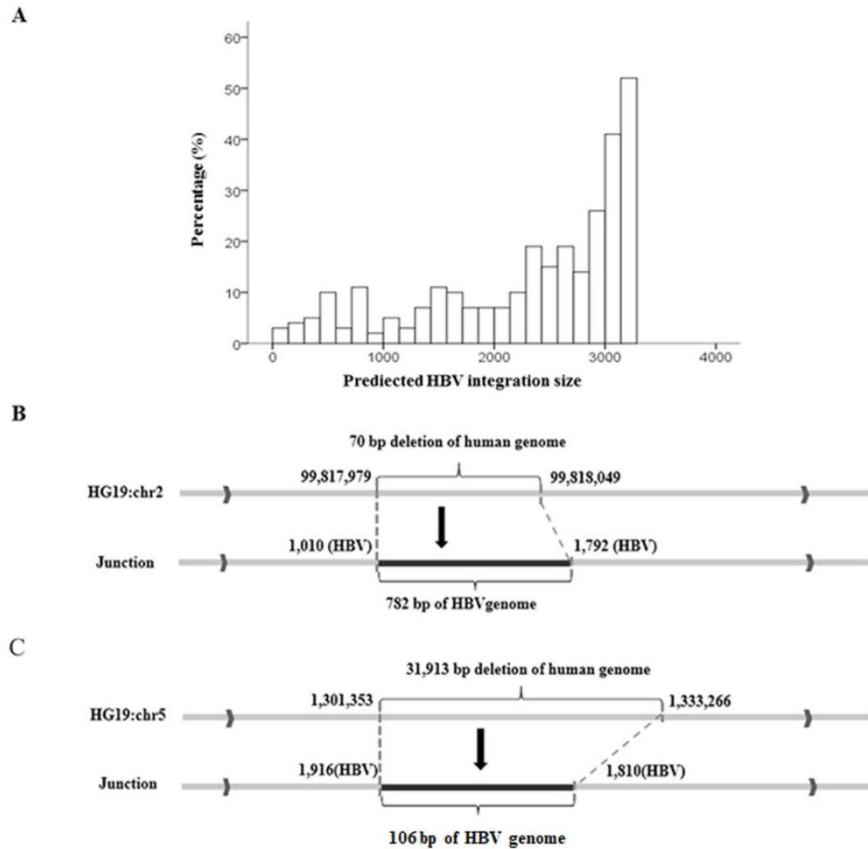 A
60
50
40
30
20
10
0
Percentage (%)
0 1000 2000 3000 4000
Prediected HBV integration size
B
70 bp deletion of human genome
99,817,979 99,818,049
HG19:chr2
1,010 (HBV) 1,792 (HBV)
Junction
782 bp of HBVgenome
C
31,913 bp deletion of human genome
1,301,353 1,333,266
HG19:chr5
1,916(HBV) 1,810(HBV)
Junction
106 bp of HBV genome